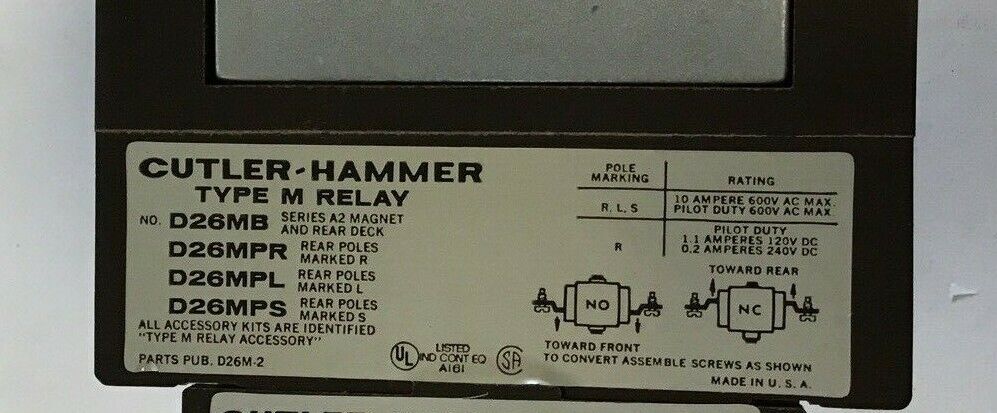 CUTLER-HAMMER
TYPE M RELAY
NO. D26MB SERIES A2 MAGNET
AND REAR DECK
D26MPR REAR POLES
MARKED R
D26MPL REAR POLES
MARKED L
D26MPS REAR POLES
MARKED S
ALL ACCESSORY KITS ARE IDENTIFIED
"TYPE M RELAY ACCESSORY"
PARTS PUB. D26M-2
UL
LISTED
IND CONT EQ
A161
SA
POLE
MARKING
RATING
R. L. S
10 AMPERE 600V AC MAX.
PILOT DUTY 600V AC MAX.
R
PILOT DUTY
1.1 AMPERES 120V DC
0.2 AMPERES 240V DC
TOWARD REAR
NO
NC
TOWARD FRONT
TO CONVERT ASSEMBLE SCREWS AS SHOWN
MADE IN U.S.A.